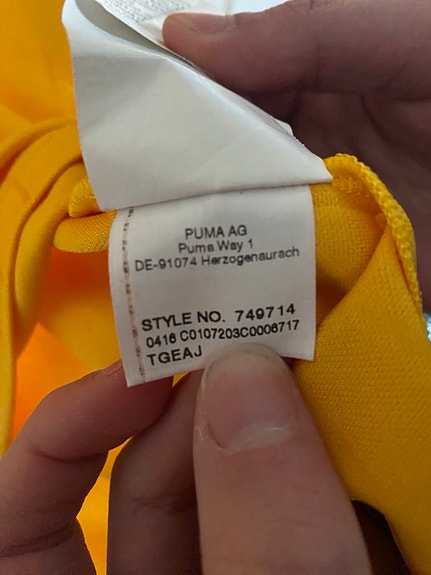 PUMA AG
Puma Way 1
DE-91074 Herzogenaurach
STYLE NO. 749714
0416 C0107203C0006717
TGEAJ